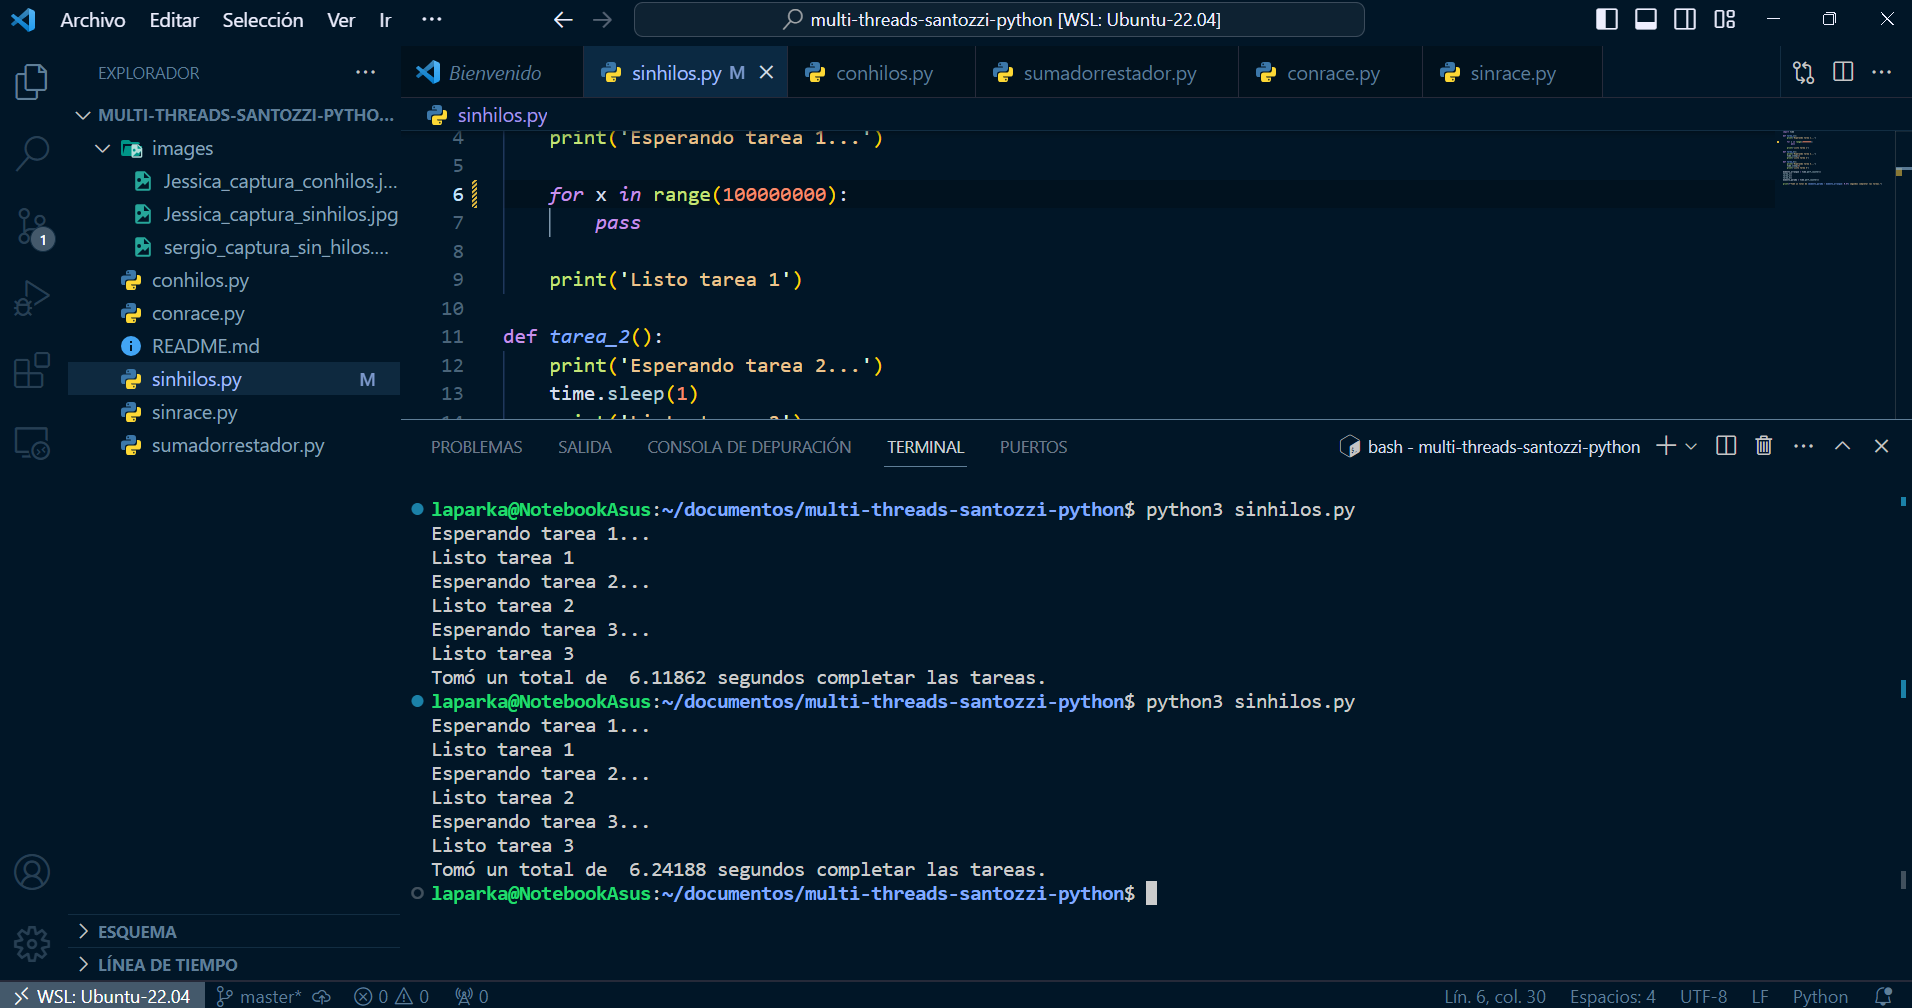 Archivo Editar Selección Ver Ir ···
multi-threads-santozzi-python [WSL: Ubuntu-22.04]
EXPLORADOR ···
MULTI-THREADS-SANTOZZI-PYTHO...
images
Jessica_captura_conhilos.j...
Jessica_captura_sinhilos.jpg
sergio_captura_sin_hilos....
conhilos.py
conrace.py
README.md
sinhilos.py M
sinrace.py
sumadorrestador.py
1
ESQUEMA
LÍNEA DE TIEMPO
Bienvenido sinhilos.py M conhilos.py sumadorrestador.py conrace.py sinrace.py
sinhilos.py
4 print('Esperando tarea 1...')
5
6 for x in range(100000000):
7 pass
8
9 print('Listo tarea 1')
10
11 def tarea_2():
12 print('Esperando tarea 2...')
13 time.sleep(1)
PROBLEMAS SALIDA CONSOLA DE DEPURACIÓN TERMINAL PUERTOS bash - multi-threads-santozzi-python
laparka@NotebookAsus:~/documentos/multi-threads-santozzi-python$ python3 sinhilos.py
Esperando tarea 1...
Listo tarea 1
Esperando tarea 2...
Listo tarea 2
Esperando tarea 3...
Listo tarea 3
Tomó un total de  6.11862 segundos completar las tareas.
laparka@NotebookAsus:~/documentos/multi-threads-santozzi-python$ python3 sinhilos.py
Esperando tarea 1...
Listo tarea 1
Esperando tarea 2...
Listo tarea 2
Esperando tarea 3...
Listo tarea 3
Tomó un total de  6.24188 segundos completar las tareas.
laparka@NotebookAsus:~/documentos/multi-threads-santozzi-python$
WSL: Ubuntu-22.04 master* 0 0 0 Lín. 6, col. 30 Espacios: 4 UTF-8 LF Python